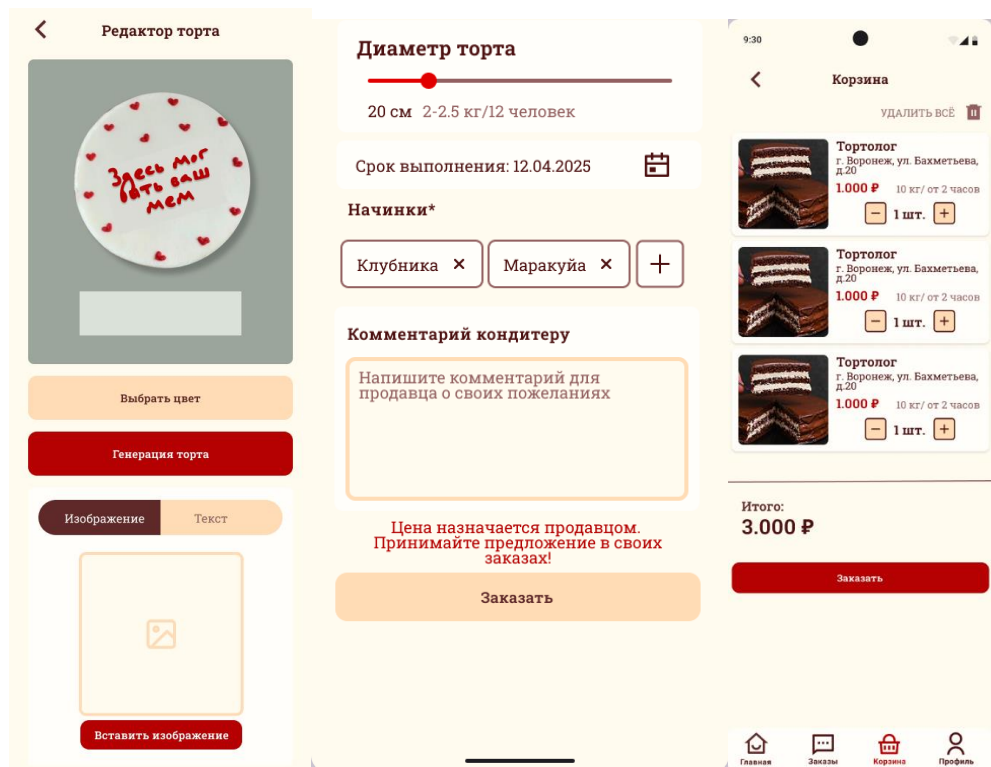 Редактор торта
Здесь мог
бать ваш
мем
Выбрать цвет
Генерация торта
Изображение
Текст
Вставить изображение
Диаметр торта
20 см 2-2.5 кг/12 человек
Срок выполнения: 12.04.2025
Начинки*
Клубника ×
Маракуйа ×
+
Комментарий кондитеру
Напишите комментарий для
продавца о своих пожеланиях
Цена назначается продавцом.
Принимайте предложение в своих
заказах!
Заказать
9:30
Корзина
УДАЛИТЬ ВСЁ
Тортолог
г. Воронеж, ул. Бахметьева,
д.20
1.000 ₽ 10 кг/ от 2 часов
− 1 шт. +
Тортолог
г. Воронеж, ул. Бахметьева,
д.20
1.000 ₽ 10 кг/ от 2 часов
− 1 шт. +
Тортолог
г. Воронеж, ул. Бахметьева,
д.20
1.000 ₽ 10 кг/ от 2 часов
− 1 шт. +
Итого:
3.000 ₽
Заказать
Главная
Заказы
Корзина
Профиль